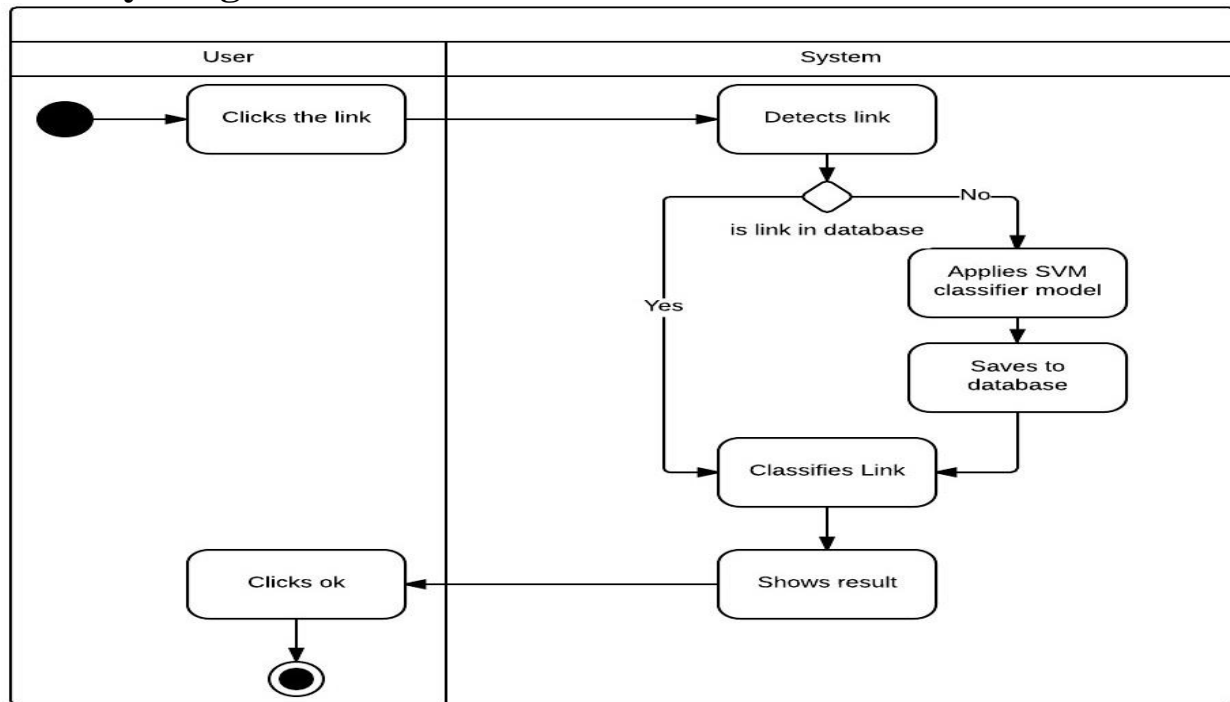 User
System
Clicks the link
Detects link
No
is link in database
Applies SVM
classifier model
Yes
Saves to
database
Classifies Link
Clicks ok
Shows result